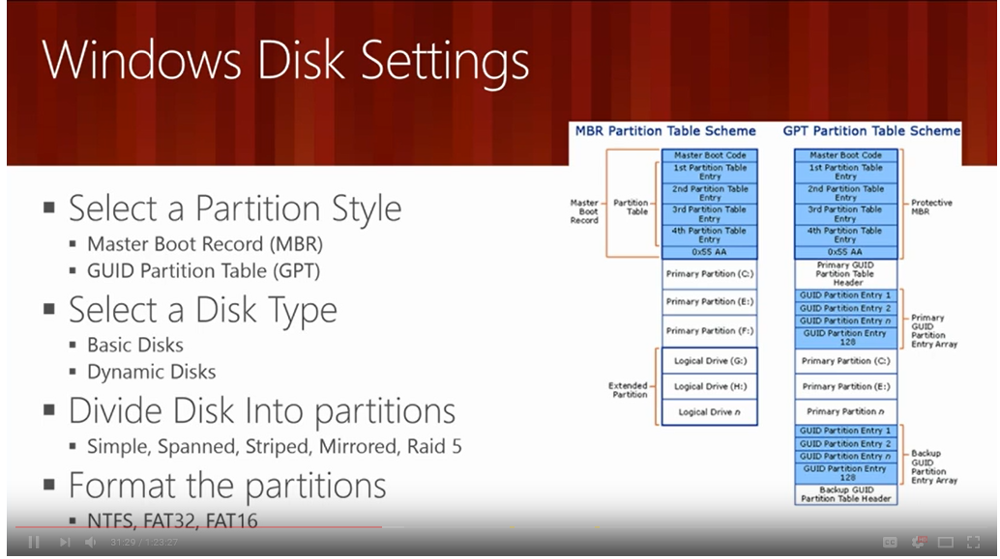 Windows Disk Settings
▪ Select a Partition Style
▪ Master Boot Record (MBR)
▪ GUID Partition Table (GPT)
▪ Select a Disk Type
▪ Basic Disks
▪ Dynamic Disks
▪ Divide Disk Into partitions
▪ Simple, Spanned, Striped, Mirrored, Raid 5
▪ Format the partitions
▪ NTFS, FAT32, FAT16
MBR Partition Table Scheme
Master
Boot
Record
Partition
Table
Master Boot Code
1st Partition Table
Entry
2nd Partition Table
Entry
3rd Partition Table
Entry
4th Partition Table
Entry
0x55 AA
Primary Partition (C:)
Primary Partition (E:)
Primary Partition (F:)
Extended
Partition
Logical Drive (G:)
Logical Drive (H:)
Logical Drive n
GPT Partition Table Scheme
Master Boot Code
1st Partition Table
Entry
2nd Partition Table
Entry
3rd Partition Table
Entry
4th Partition Table
Entry
0x55 AA
Protective
MBR
Primary GUID
Partition Table
Header
GUID Partition Entry 1
GUID Partition Entry 2
GUID Partition Entry n
GUID Partition Entry
128
Primary
GUID
Partition
Entry Array
Primary Partition (C:)
Primary Partition (E:)
Primary Partition n
GUID Partition Entry 1
GUID Partition Entry 2
GUID Partition Entry n
GUID Partition Entry
128
Backup
GUID
Partition
Entry Array
Backup GUID
Partition Table Header
31:29 / 1:23:27